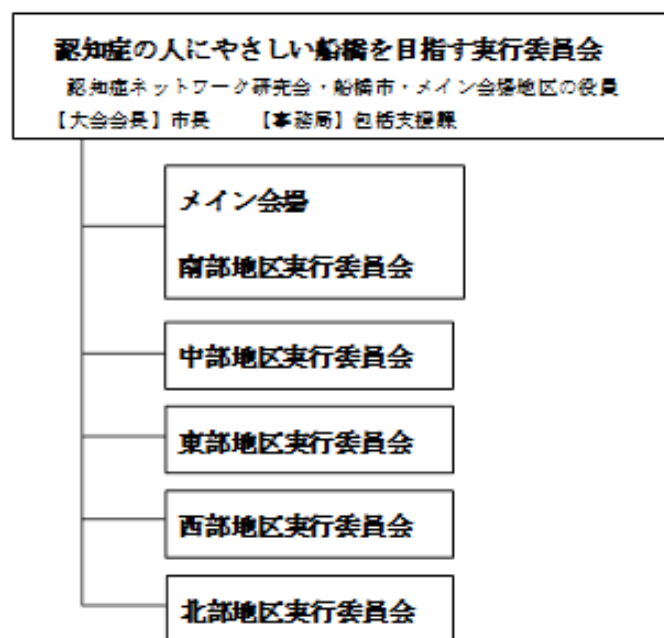 認知症の人にやさしい船橋を目指す実行委員会
認知症ネットワーク研究会・船橋市・メイン会場地区の役員
【大会会長】市長　　【事務局】包括支援課
メイン会場
南部地区実行委員会
中部地区実行委員会
東部地区実行委員会
西部地区実行委員会
北部地区実行委員会